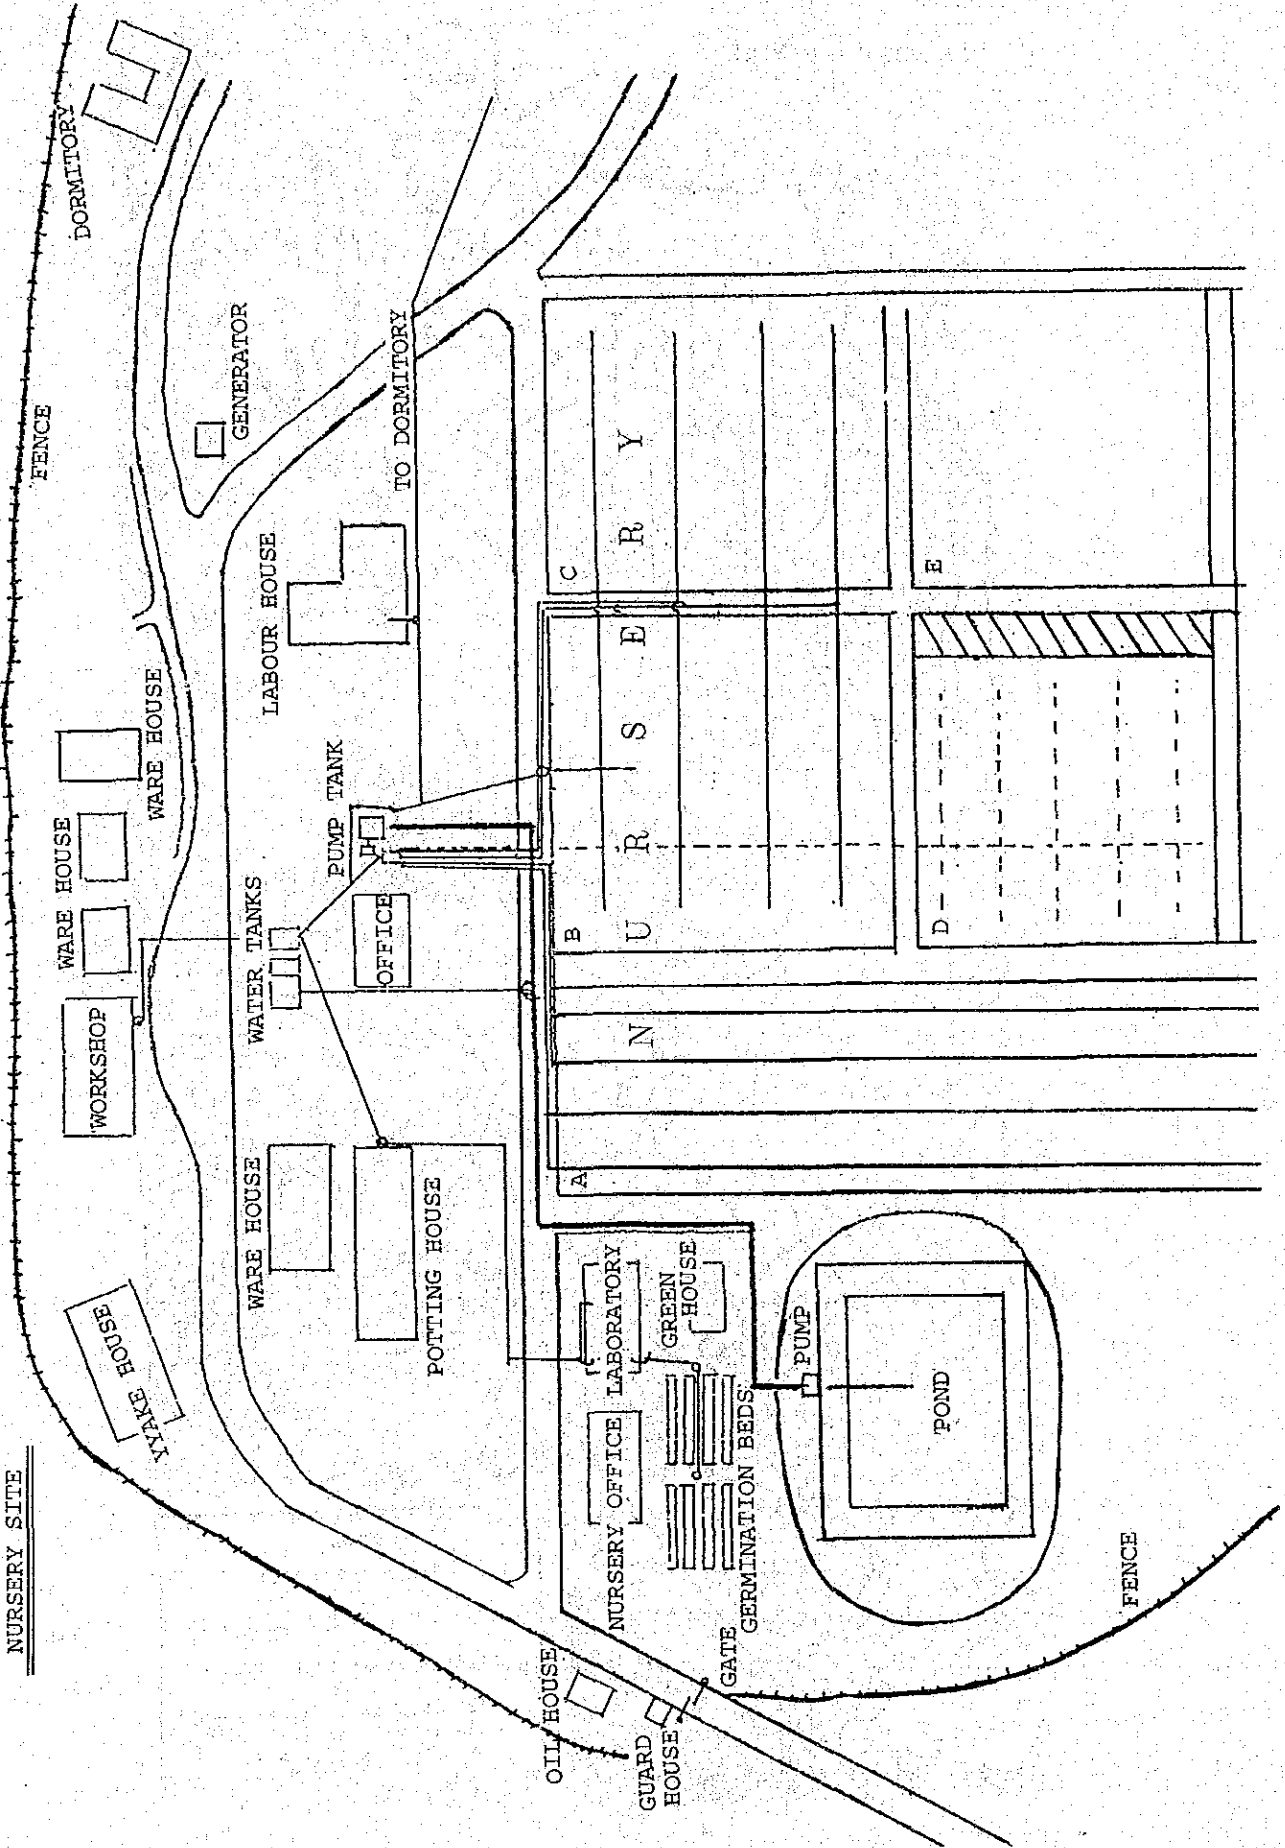 NURSERY SITE
FENCE
DORMITORY
YYAKE HOUSE
WORKSHOP
WARE HOUSE
WARE HOUSE
WARE HOUSE
GENERATOR
WARE HOUSE
WATER TANKS
LABOUR HOUSE
POTTING HOUSE
OFFICE
PUMP TANK
TO DORMITORY
OIL HOUSE
GUARD
HOUSE
GATE
NURSERY OFFICE
LABORATORY
GREEN
HOUSE
GERMINATION BEDS
PUMP
POND
FENCE
A
B
C
NURSERY
D
E